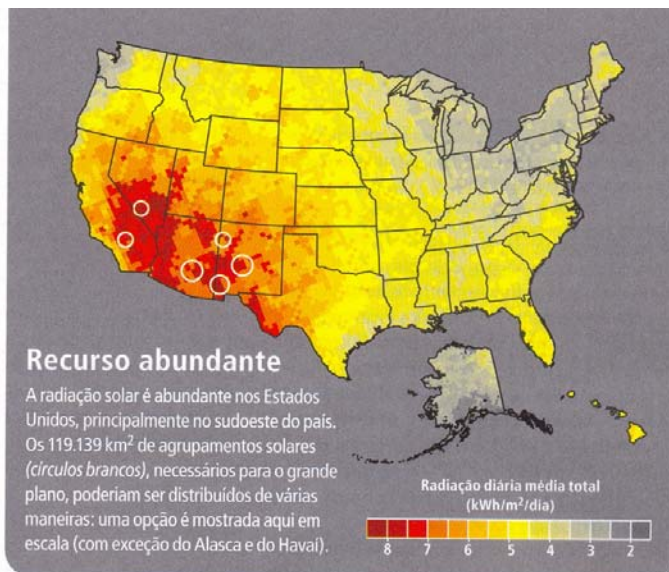 Recurso abundante
A radiação solar é abundante nos Estados
Unidos, principalmente no sudoeste do país.
Os 119.139 km² de agrupamentos solares
(círculos brancos), necessários para o grande
plano, poderiam ser distribuídos de várias
maneiras: uma opção é mostrada aqui em
escala (com exceção do Alasca e do Havaí).
Radiação diária média total
(kWh/m²/dia)
8 7 6 5 4 3 2